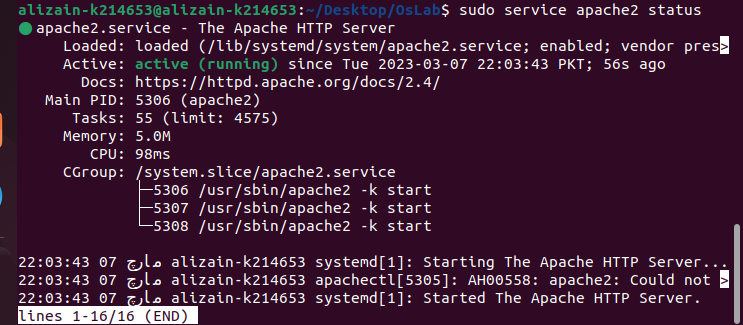 alizain-k214653@alizain-k214653:~/Desktop/OsLab$ sudo service apache2 status
● apache2.service - The Apache HTTP Server
Loaded: loaded (/lib/systemd/system/apache2.service; enabled; vendor pres>
Active: active (running) since Tue 2023-03-07 22:03:43 PKT; 56s ago
Docs: https://httpd.apache.org/docs/2.4/
Main PID: 5306 (apache2)
Tasks: 55 (limit: 4575)
Memory: 5.0M
CPU: 98ms
CGroup: /system.slice/apache2.service
├─5306 /usr/sbin/apache2 -k start
├─5307 /usr/sbin/apache2 -k start
└─5308 /usr/sbin/apache2 -k start
22:03:43 07 مارچ alizain-k214653 systemd[1]: Starting The Apache HTTP Server...
22:03:43 07 مارچ alizain-k214653 apachectl[5305]: AH00558: apache2: Could not >
22:03:43 07 مارچ alizain-k214653 systemd[1]: Started The Apache HTTP Server.
lines 1-16/16 (END)